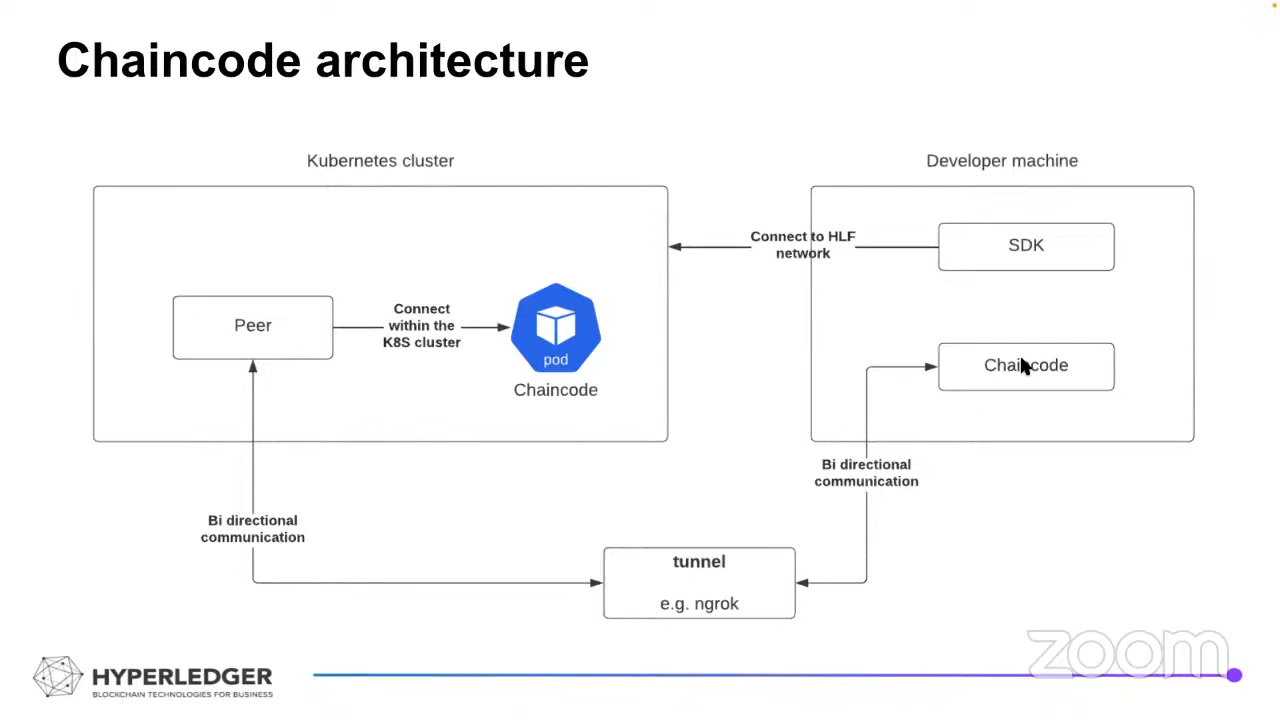 Chaincode architecture
Kubernetes cluster
Developer machine
Connect to HLF
network
SDK
Peer
Connect
within the
K8S cluster
pod
Chaincode
Chaincode
Bi directional
communication
Bi directional
communication
tunnel
e.g. ngrok
HYPERLEDGER
BLOCKCHAIN TECHNOLOGIES FOR BUSINESS
zoom